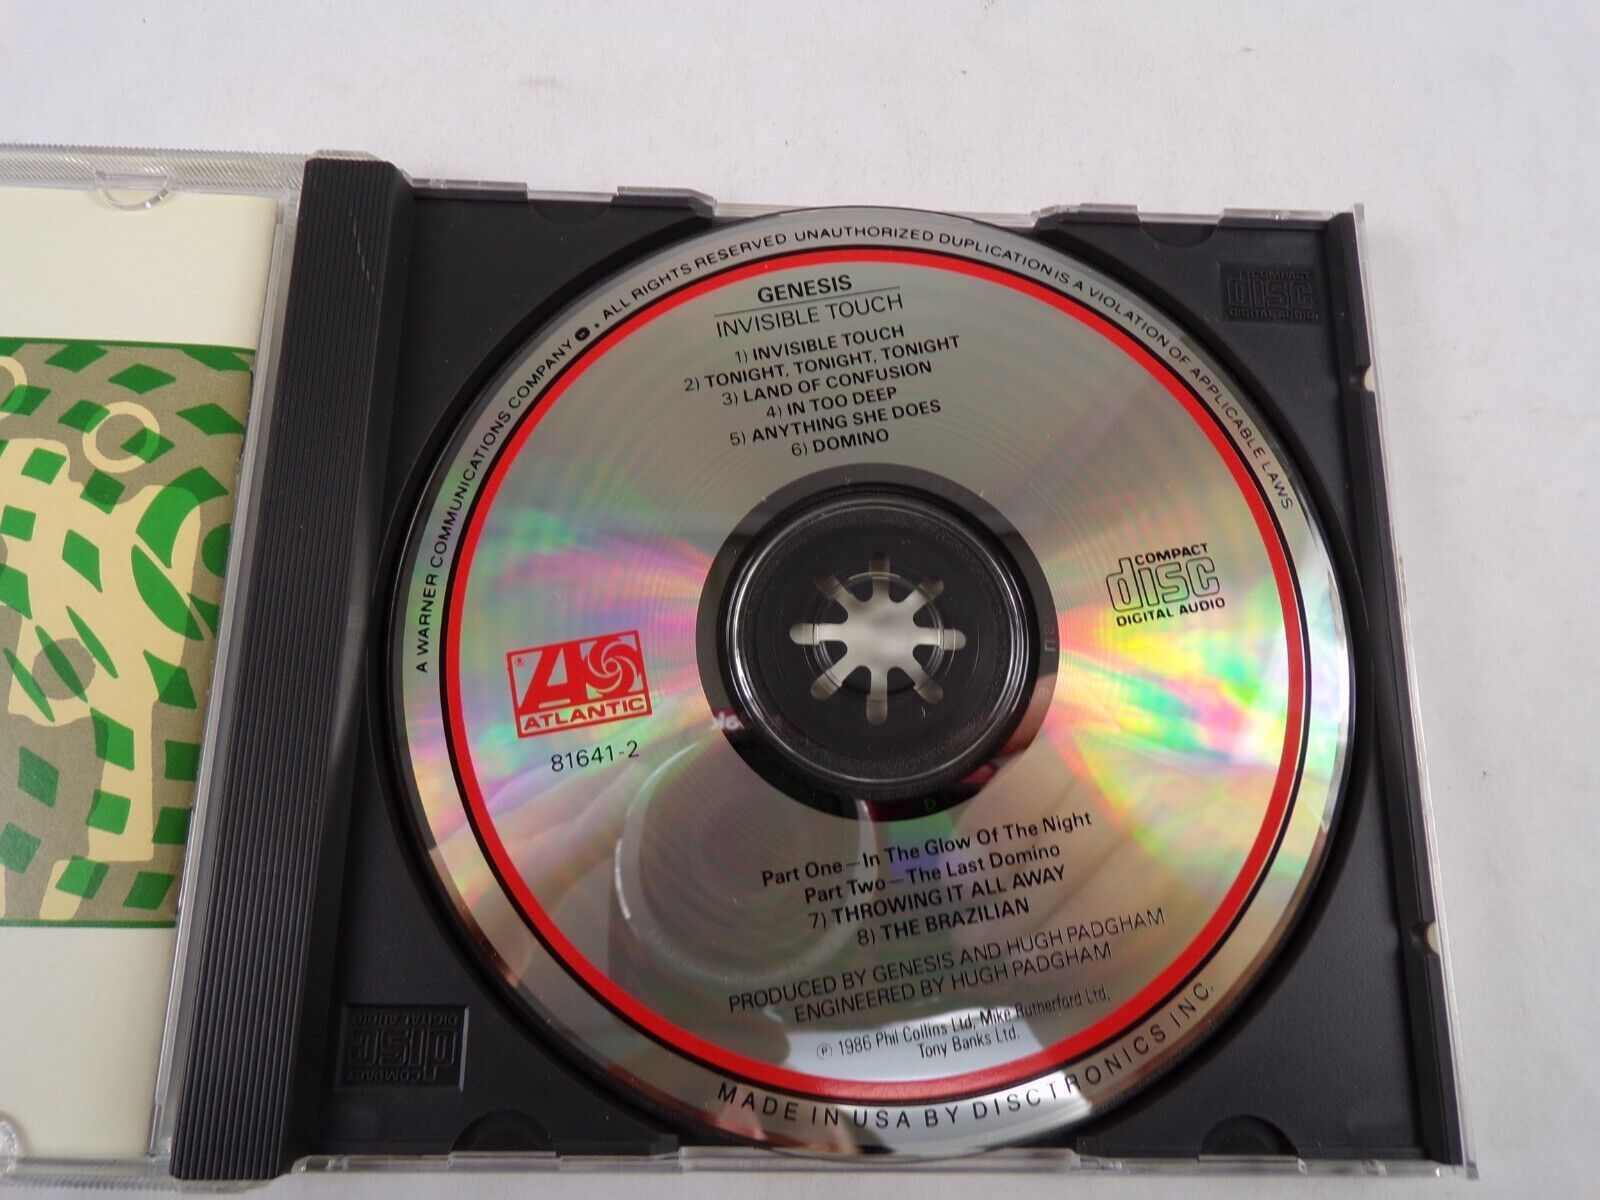 A WARNER COMMUNICATIONS COMPANY • ALL RIGHTS RESERVED UNAUTHORIZED DUPLICATION IS A VIOLATION OF APPLICABLE LAWS
GENESIS
INVISIBLE TOUCH
1) INVISIBLE TOUCH
2) TONIGHT, TONIGHT, TONIGHT
3) LAND OF CONFUSION
4) IN TOO DEEP
5) ANYTHING SHE DOES
6) DOMINO
COMPACT
disc
DIGITAL AUDIO
®
ATLANTIC
81641-2
Part One – In The Glow Of The Night
Part Two – The Last Domino
7) THROWING IT ALL AWAY
8) THE BRAZILIAN
PRODUCED BY GENESIS AND HUGH PADGHAM
ENGINEERED BY HUGH PADGHAM
℗ 1986 Phil Collins Ltd, Mike Rutherford Ltd,
Tony Banks Ltd.
MADE IN USA BY DISCTRONICS INC.
COMPACT
disc
DIGITAL AUDIO
COMPACT
disc
DIGITAL AUDIO